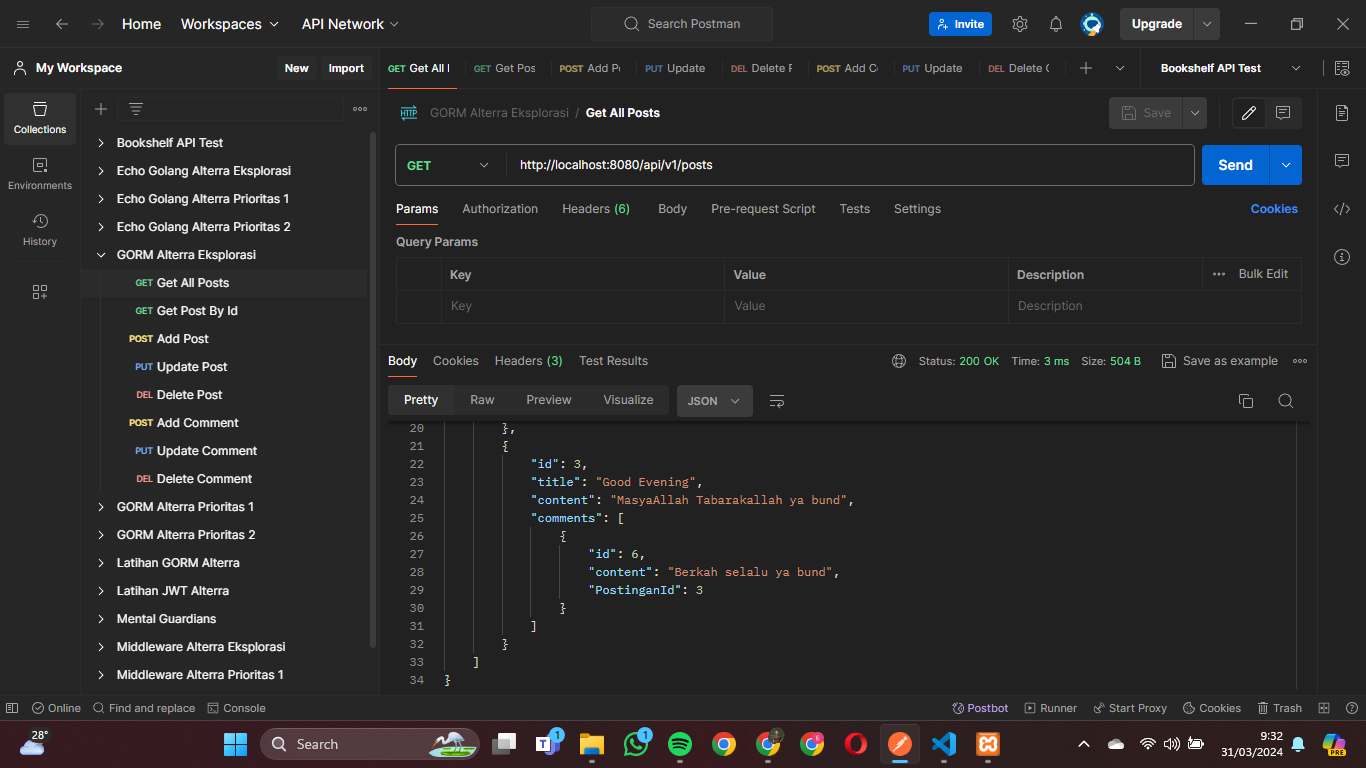 Home Workspaces API Network Search Postman Invite Upgrade
My Workspace New Import GET Get All GET Get Pos POST Add P PUT Update DEL Delete POST Add C PUT Update DEL Delete Bookshelf API Test
Collections
Environments
History
Bookshelf API Test
Echo Golang Alterra Eksplorasi
Echo Golang Alterra Prioritas 1
Echo Golang Alterra Prioritas 2
GORM Alterra Eksplorasi
GET Get All Posts
GET Get Post By Id
POST Add Post
PUT Update Post
DEL Delete Post
POST Add Comment
PUT Update Comment
DEL Delete Comment
GORM Alterra Prioritas 1
GORM Alterra Prioritas 2
Latihan GORM Alterra
Latihan JWT Alterra
Mental Guardians
Middleware Alterra Eksplorasi
Middleware Alterra Prioritas 1
HTTP GORM Alterra Eksplorasi / Get All Posts Save
GET http://localhost:8080/api/v1/posts Send
Params Authorization Headers (6) Body Pre-request Script Tests Settings Cookies
Query Params
Key Value Description Bulk Edit
Key Value Description
Body Cookies Headers (3) Test Results Status: 200 OK Time: 3 ms Size: 504 B Save as example
Pretty Raw Preview Visualize JSON
20 },
21 {
22 "id": 3,
23 "title": "Good Evening",
24 "content": "MasyaAllah Tabarakallah ya bund",
25 "comments": [
26 {
27 "id": 6,
28 "content": "Berkah selalu ya bund",
29 "PostinganId": 3
30 }
31 ]
32 }
33 ]
34 }
Online Find and replace Console Postbot Runner Start Proxy Cookies Trash
28° Search 1 1 9:32
31/03/2024 PRE